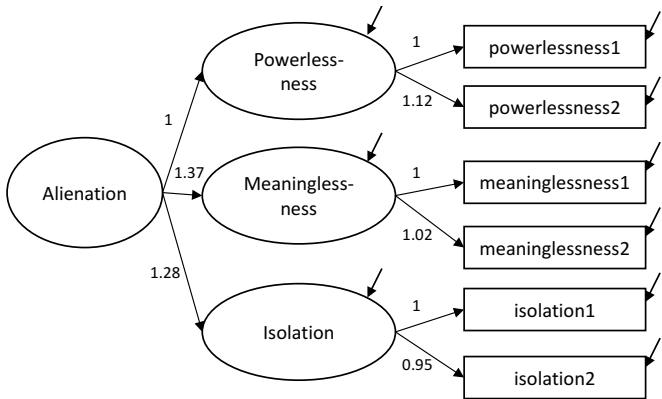 Powerless-
ness
1
powerlessness1
1.12
powerlessness2
1
Alienation
1.37
Meaningless-
ness
1
meaninglessness1
1.02
meaninglessness2
1.28
Isolation
1
isolation1
0.95
isolation2